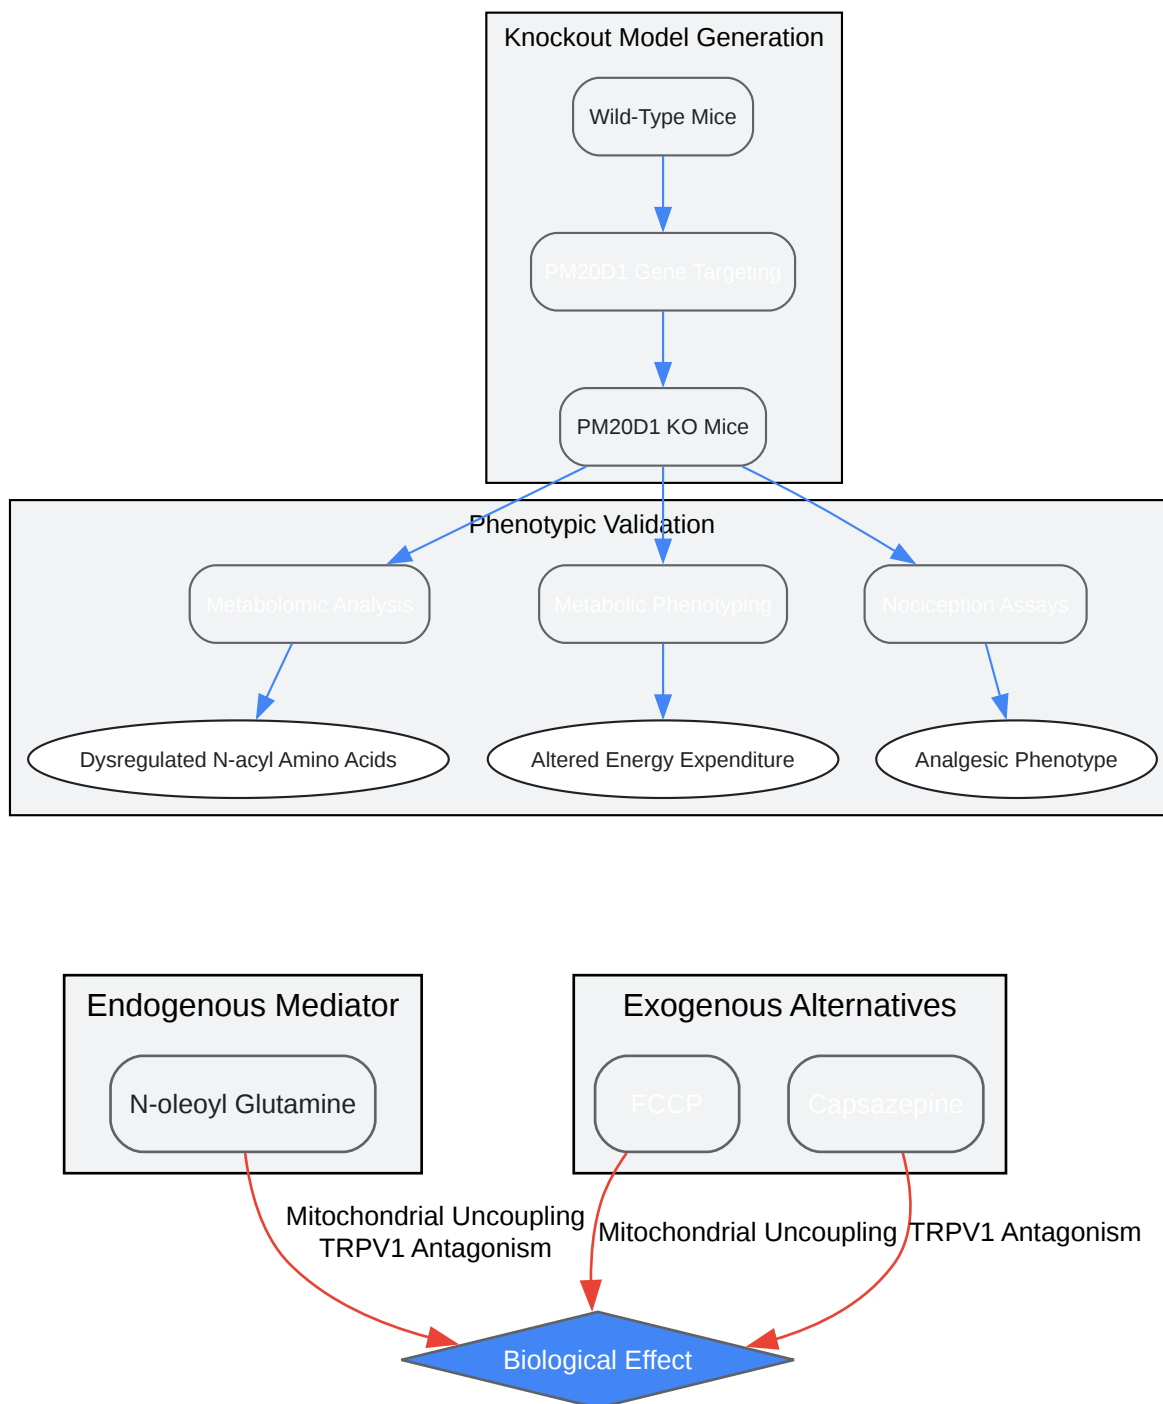 Knockout Model Generation
Wild-Type Mice
PM20D1 Gene Targeting
PM20D1 KO Mice
Phenotypic Validation
Metabolomic Analysis
Metabolic Phenotyping
Nociception Assays
Dysregulated N-acyl Amino Acids
Altered Energy Expenditure
Analgesic Phenotype
Endogenous Mediator
N-oleoyl Glutamine
Exogenous Alternatives
FCCP
Capsazepine
Mitochondrial Uncoupling
TRPV1 Antagonism
Mitochondrial Uncoupling
TRPV1 Antagonism
Biological Effect